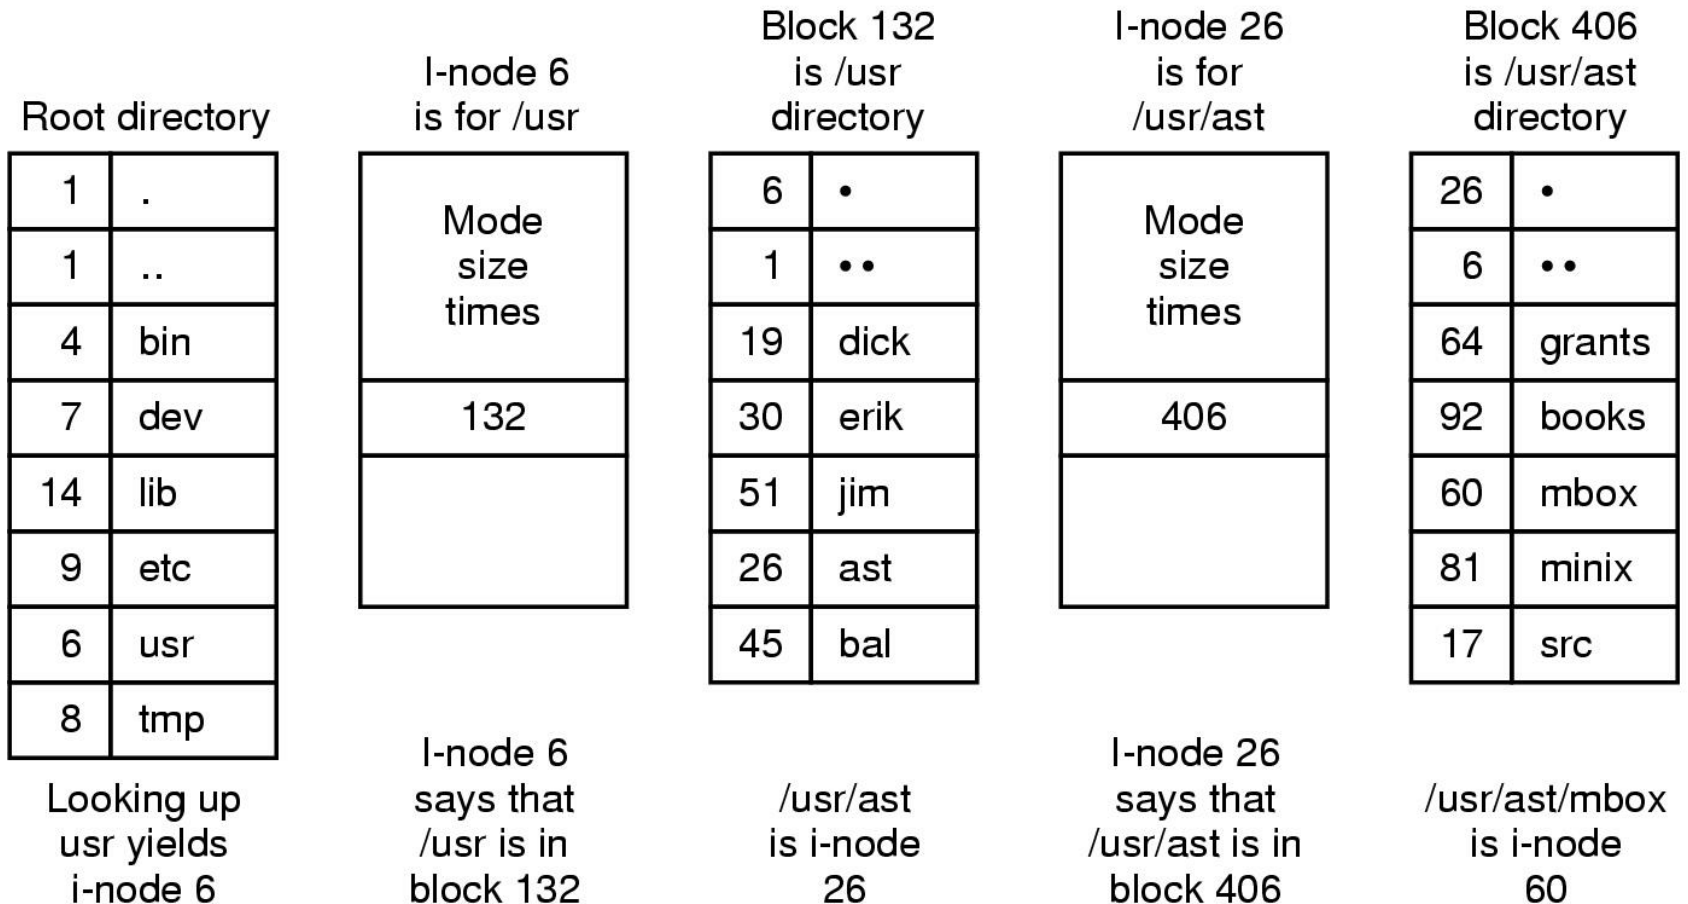 Root directory
1 .
1 ..
4 bin
7 dev
14 lib
9 etc
6 usr
8 tmp
Looking up
usr yields
i-node 6
I-node 6
is for /usr
Mode
size
times
132
I-node 6
says that
/usr is in
block 132
Block 132
is /usr
directory
6 •
1 ••
19 dick
30 erik
51 jim
26 ast
45 bal
/usr/ast
is i-node
26
I-node 26
is for
/usr/ast
Mode
size
times
406
I-node 26
says that
/usr/ast is in
block 406
Block 406
is /usr/ast
directory
26 •
6 ••
64 grants
92 books
60 mbox
81 minix
17 src
/usr/ast/mbox
is i-node
60